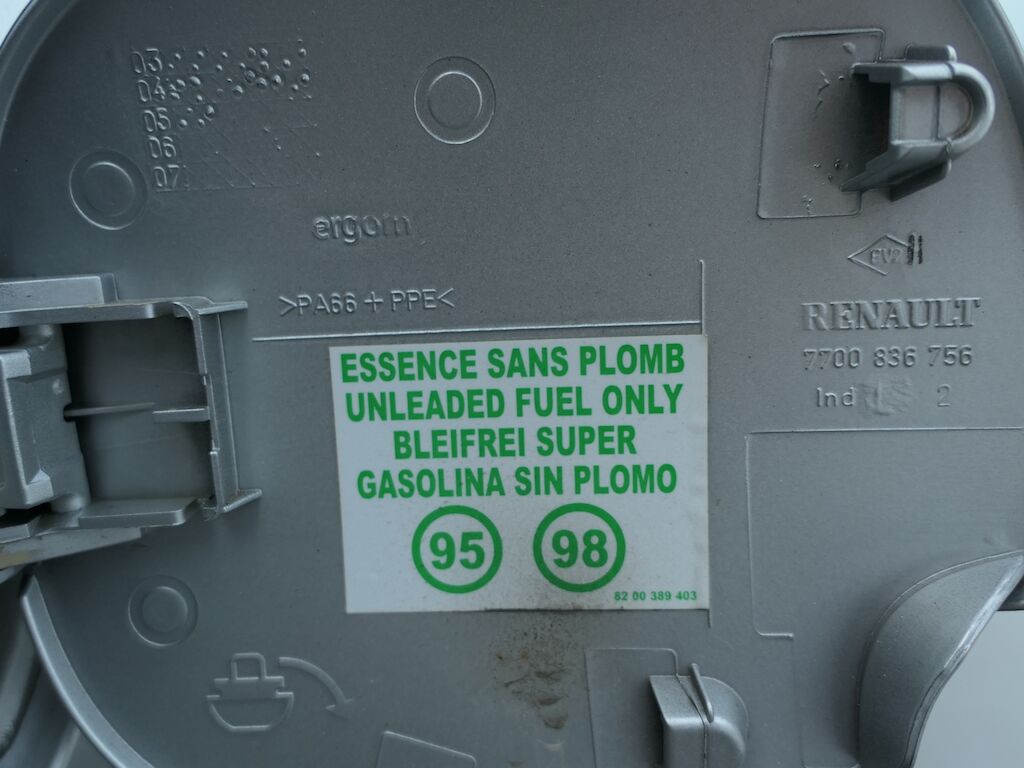 03
04
05
06
07
ergom
>PA66 + PPE<
PV2
RENAULT
7700 836 756
Ind 2
ESSENCE SANS PLOMB
UNLEADED FUEL ONLY
BLEIFREI SUPER
GASOLINA SIN PLOMO
95 98
82 00 389 403